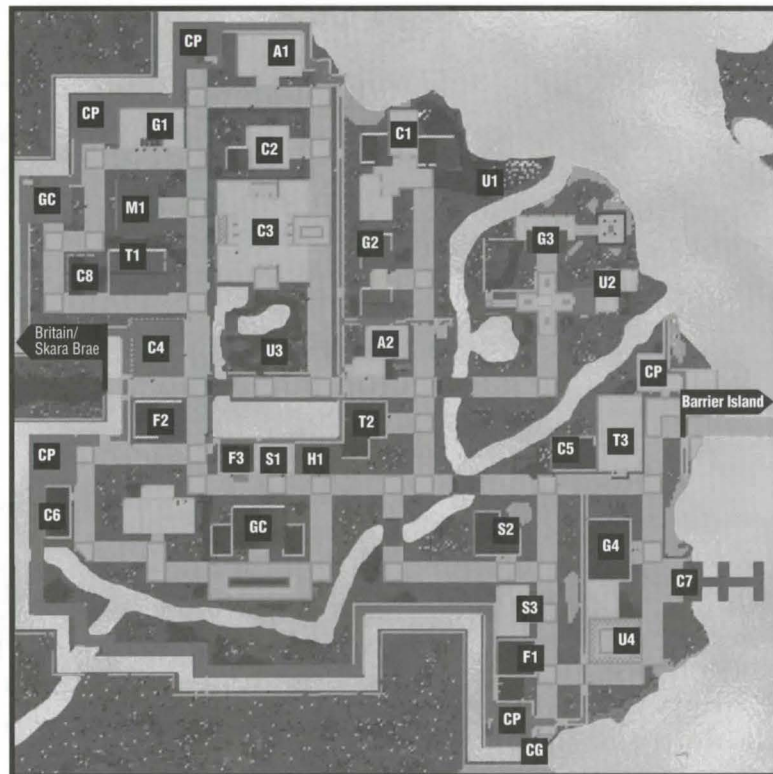 CP
A1
CP
G1
C2
C1
U1
GC
M1
C3
G2
G3
T1
C8
U2
Britain/
Skara Brae
C4
U3
A2
CP
Barrier Island
F2
T2
CP
F3
S1
H1
C5
T3
C6
GC
S2
G4
C7
S3
U4
F1
CP
CG